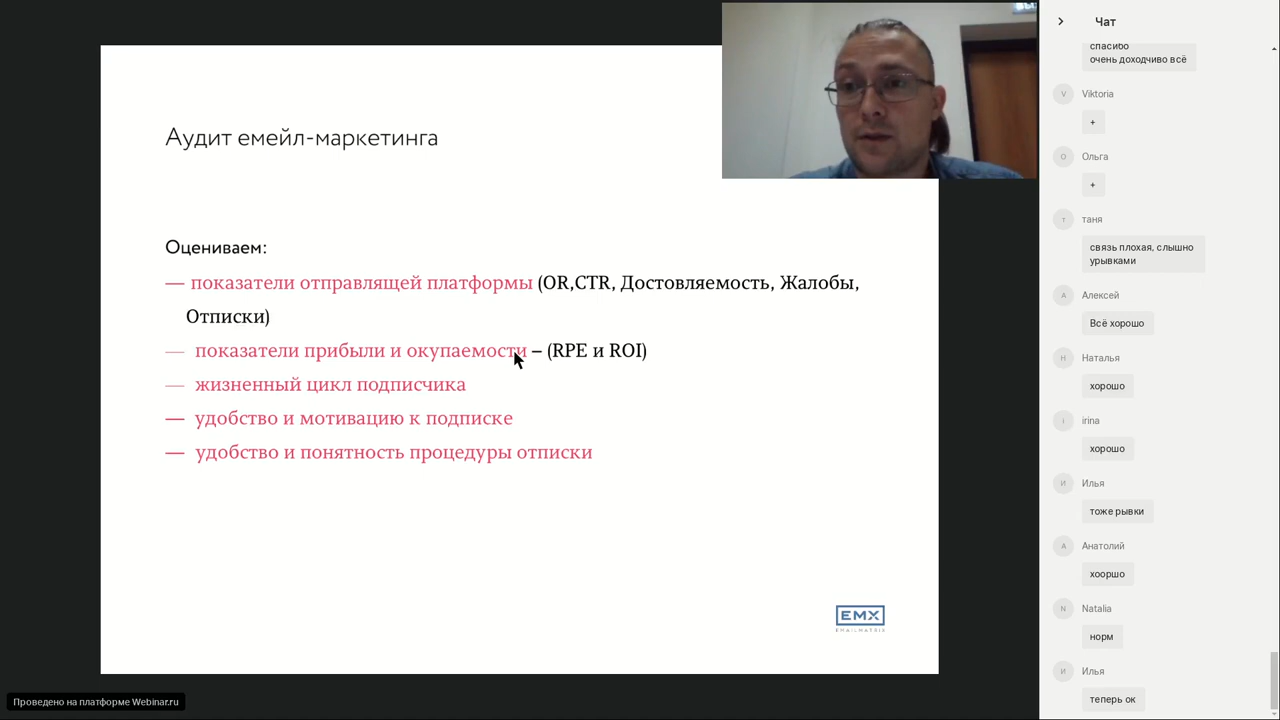 Аудит емейл-маркетинга
Оцениваем:
— показатели отправлящей платформы (OR,CTR, Достовляемость, Жалобы,
Отписки)
— показатели прибыли и окупаемости – (RPE и ROI)
— жизненный цикл подписчика
— удобство и мотивацию к подписке
— удобство и понятность процедуры отписки
EMX
EMAILMATRIX
Проведено на платформе Webinar.ru
Чат
спасибо
очень доходчиво всё
V
Viktoria
+
О
Ольга
+
т
таня
связь плохая, слышно
урывками
А
Алексей
Всё хорошо
Н
Наталья
хорошо
i
irina
хорошо
И
Илья
тоже рывки
А
Анатолий
хооршо
N
Natalia
норм
И
Илья
теперь ок